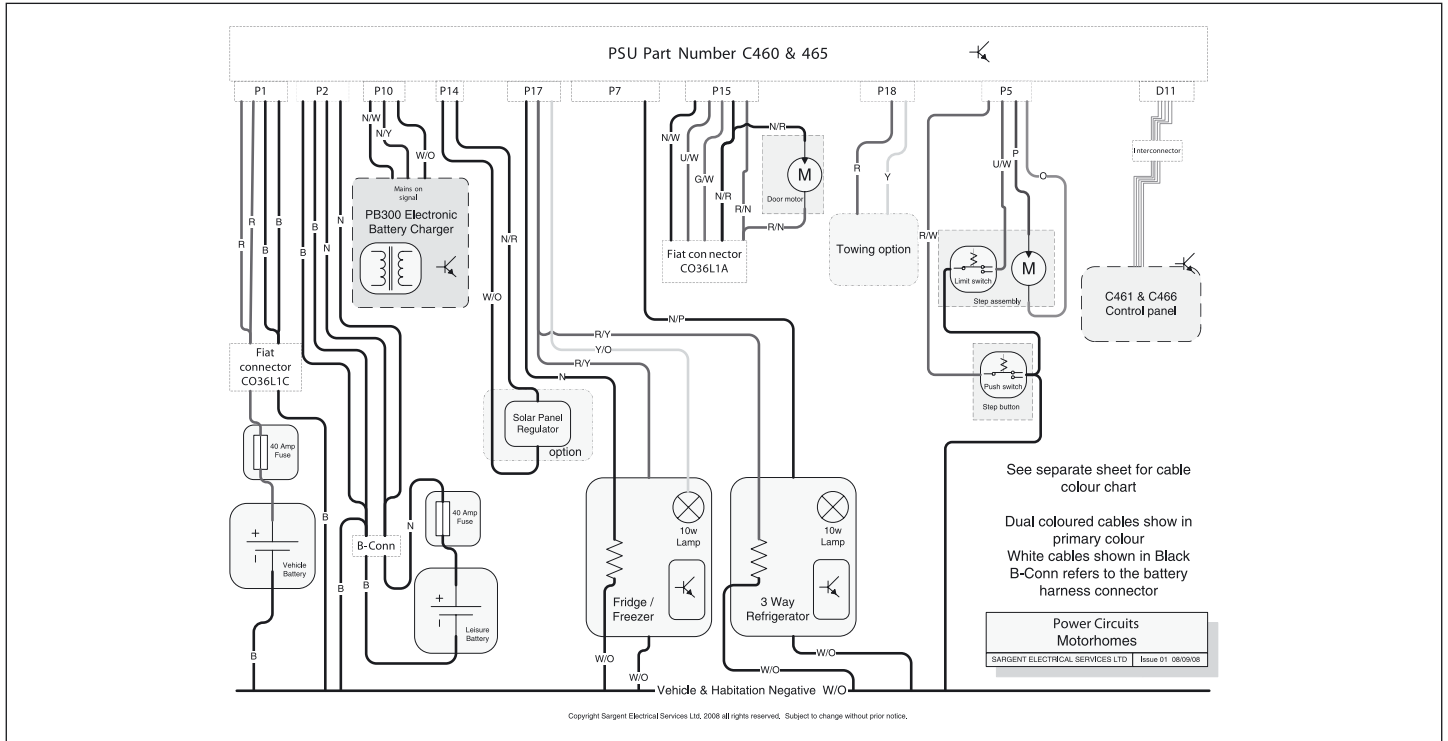 PSU Part Number C460 & 465
P1
P2
P10
P14
P17
P7
P15
P18
P5
D11
N/W
N/Y
W/O
N/W
U/W
G/W
N/R
R/N
N/R
M
Door motor
R/N
R
Y
U/W
P
O
Interconnector
Mains on
signal
PB300 Electronic
Battery Charger
R
R
B
B
B
B
N
N
W/O
N/R
Fiat connector
CO36L1A
Towing option
R/W
Limit switch
M
Step assembly
C461 & C466
Control panel
N/P
R/Y
Y/O
R/Y
N
Fiat
connector
CO36L1C
Push switch
Step button
Solar Panel
Regulator
option
40 Amp
Fuse
40 Amp
Fuse
B
N
B-Conn
+
–
Vehicle
Battery
B
B
+
–
Leisure
Battery
10w
Lamp
Fridge /
Freezer
10w
Lamp
3 Way
Refrigerator
B
W/O
W/O
W/O
W/O
Vehicle & Habitation Negative W/O
See separate sheet for cable
colour chart
Dual coloured cables show in
primary colour
White cables shown in Black
B-Conn refers to the battery
harness connector
Power Circuits
Motorhomes
SARGENT ELECTRICAL SERVICES LTD
Issue 01 08/09/08
Copyright Sargent Electrical Services Ltd, 2008 all rights reserved. Subject to change without prior notice.